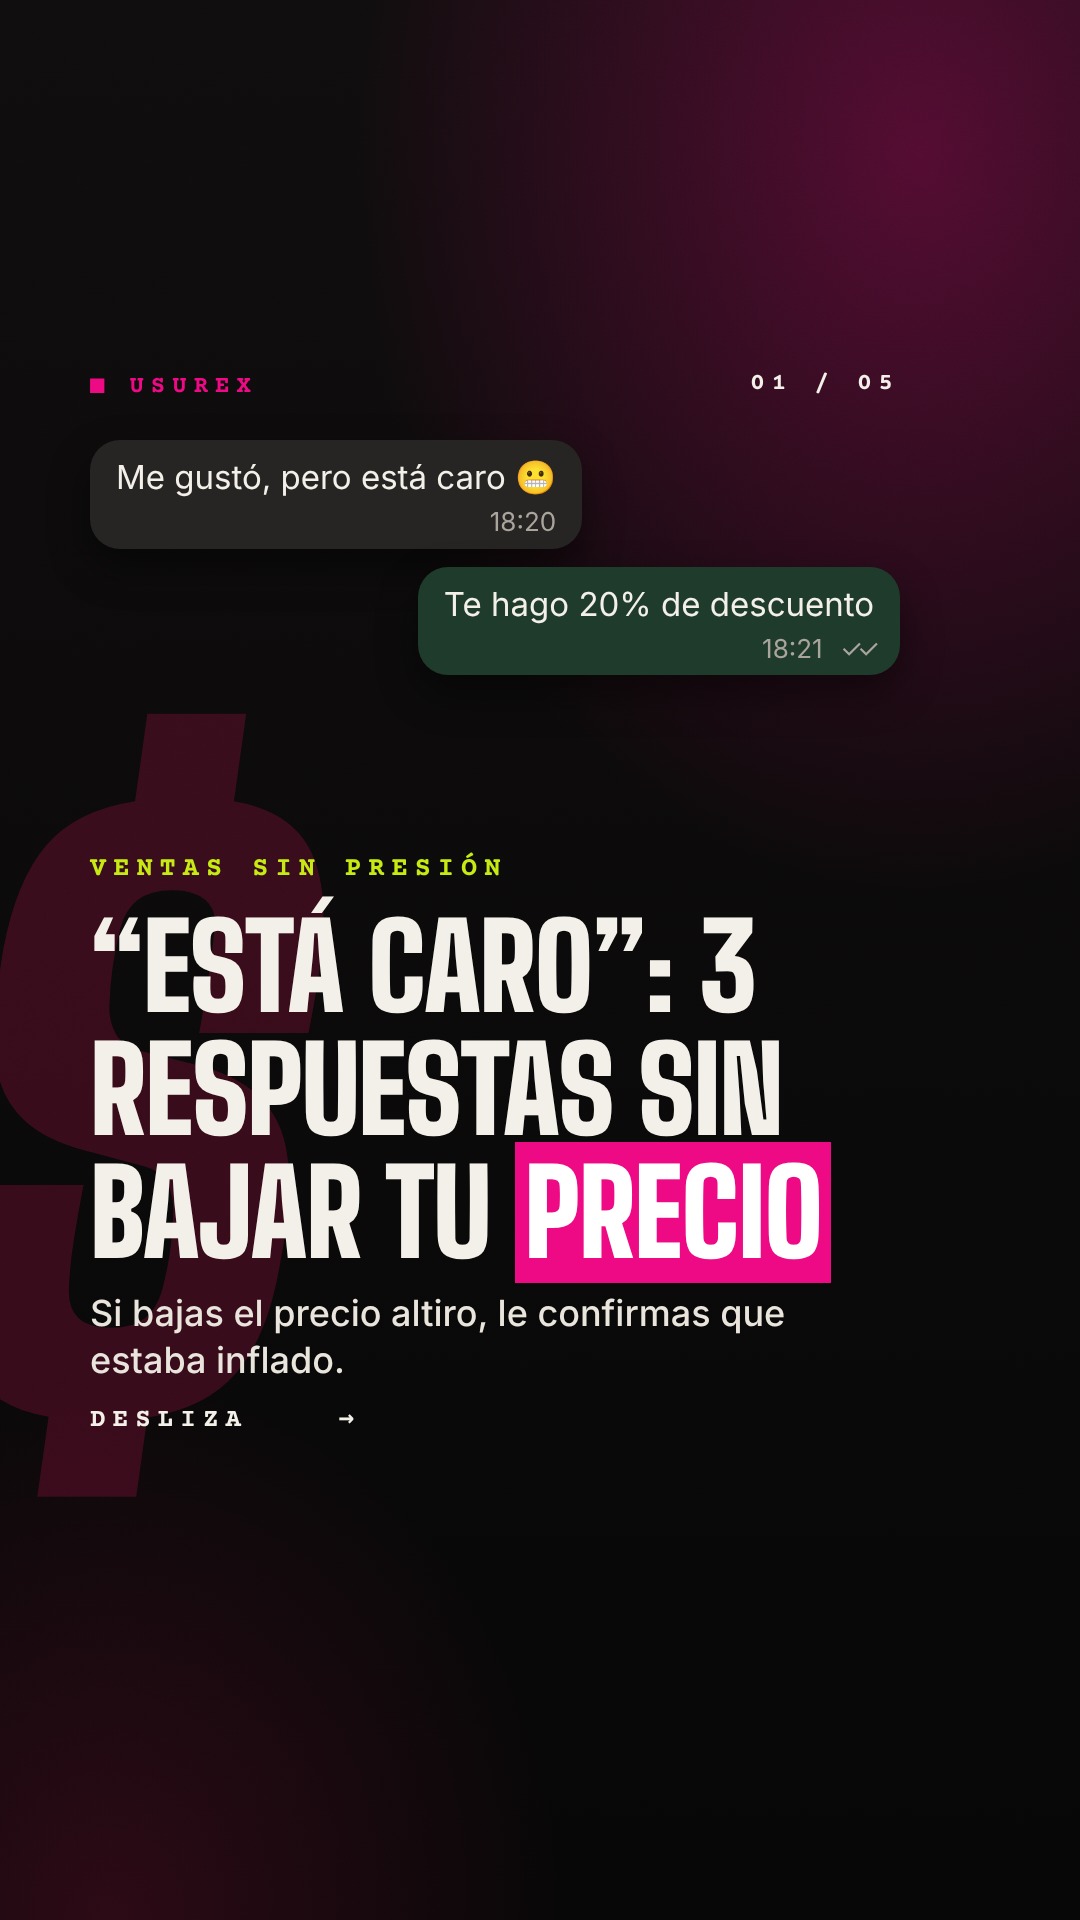 USUREX
01 / 05
Me gustó, pero está caro 😬
18:20
Te hago 20% de descuento
18:21
$
VENTAS SIN PRESIÓN
“ESTÁ CARO”: 3
RESPUESTAS SIN
BAJAR TU PRECIO
Si bajas el precio altiro, le confirmas que
estaba inflado.
DESLIZA →